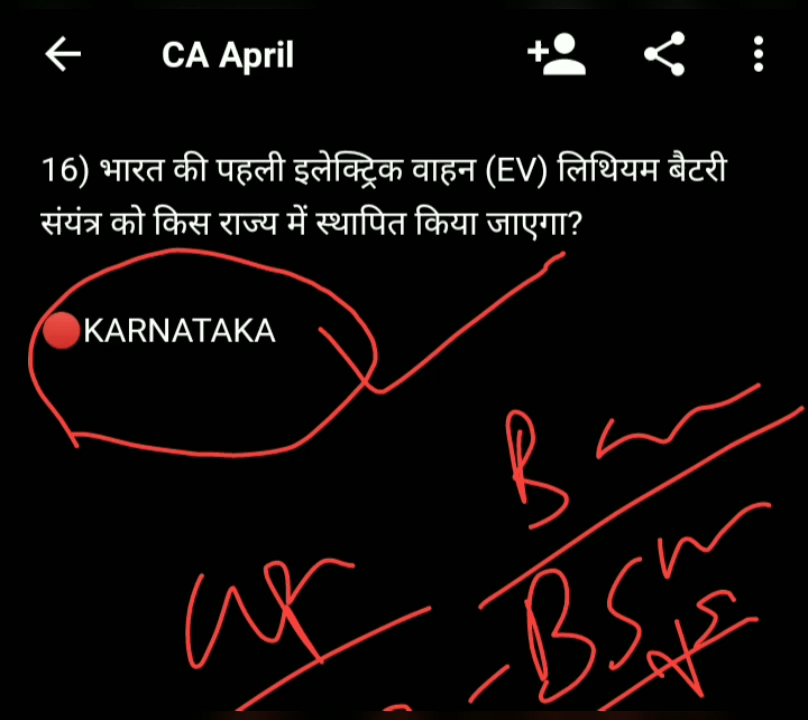 CA April
16) भारत की पहली इलेक्ट्रिक वाहन (EV) लिथियम बैटरी
संयंत्र को किस राज्य में स्थापित किया जाएगा?
KARNATAKA